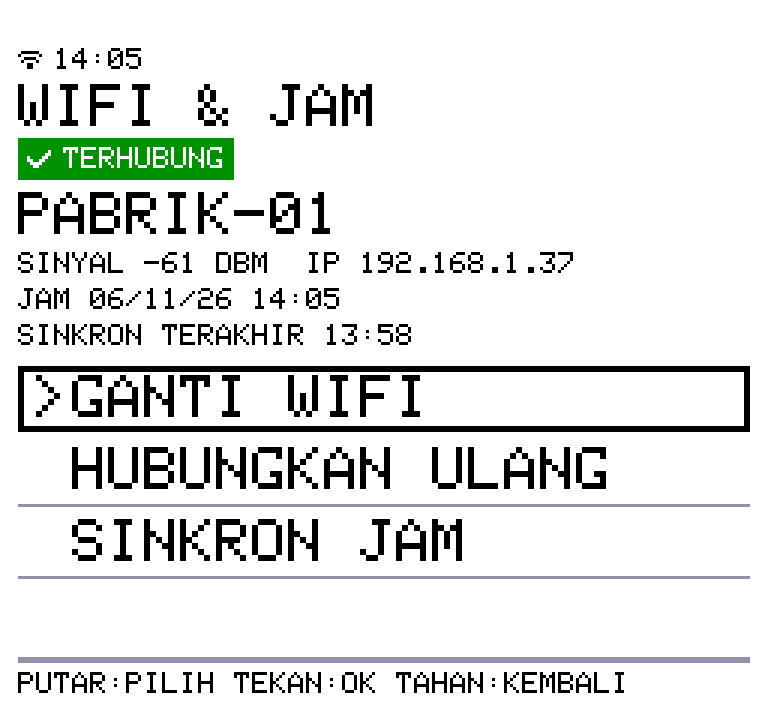 14:05
WIFI & JAM
TERHUBUNG
PABRIK-01
SINYAL -61 DBM  IP 192.168.1.37
JAM 06/11/26 14:05
SINKRON TERAKHIR 13:58
>GANTI WIFI
HUBUNGKAN ULANG
SINKRON JAM
PUTAR:PILIH TEKAN:OK TAHAN:KEMBALI